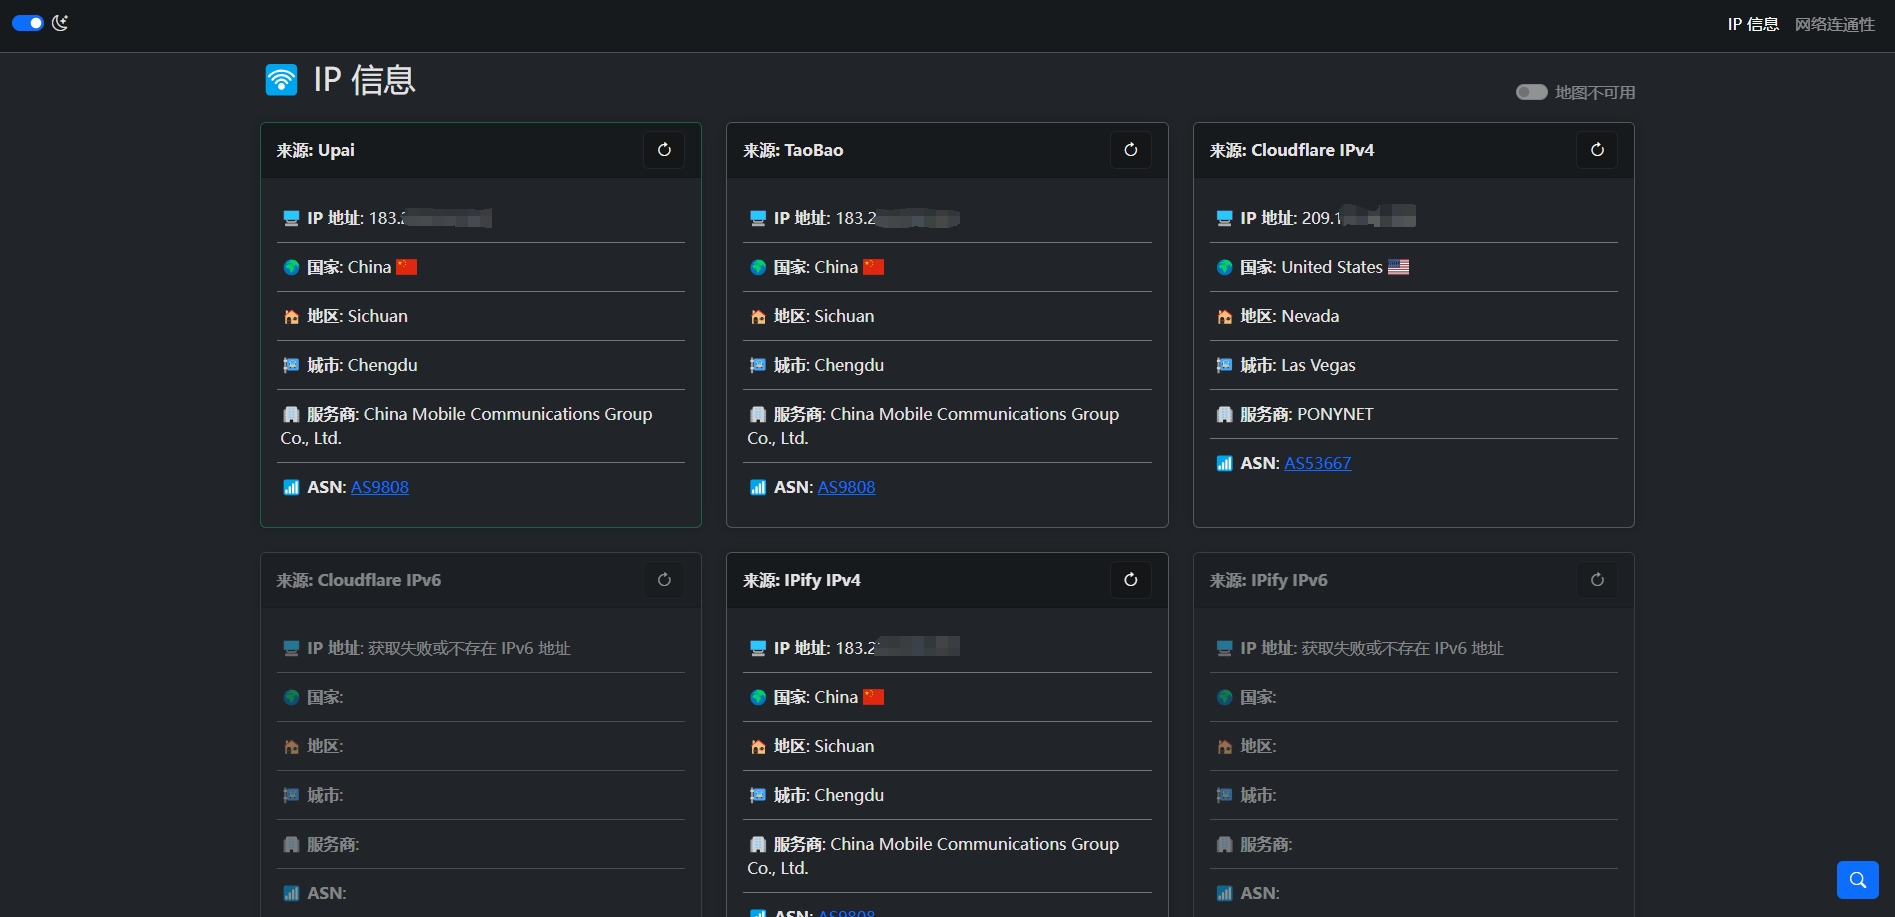 IP 信息 网络连通性
IP 信息
地图不可用
来源: Upai
IP 地址: 183.2
国家: China
地区: Sichuan
城市: Chengdu
服务商: China Mobile Communications Group
Co., Ltd.
ASN: AS9808
来源: TaoBao
IP 地址: 183.2
国家: China
地区: Sichuan
城市: Chengdu
服务商: China Mobile Communications Group
Co., Ltd.
ASN: AS9808
来源: Cloudflare IPv4
IP 地址: 209.1
国家: United States
地区: Nevada
城市: Las Vegas
服务商: PONYNET
ASN: AS53667
来源: Cloudflare IPv6
IP 地址: 获取失败或不存在 IPv6 地址
国家:
地区:
城市:
服务商:
ASN:
来源: IPify IPv4
IP 地址: 183.2
国家: China
地区: Sichuan
城市: Chengdu
服务商: China Mobile Communications Group
Co., Ltd.
ASN: AS9808
来源: IPify IPv6
IP 地址: 获取失败或不存在 IPv6 地址
国家:
地区:
城市:
服务商:
ASN: